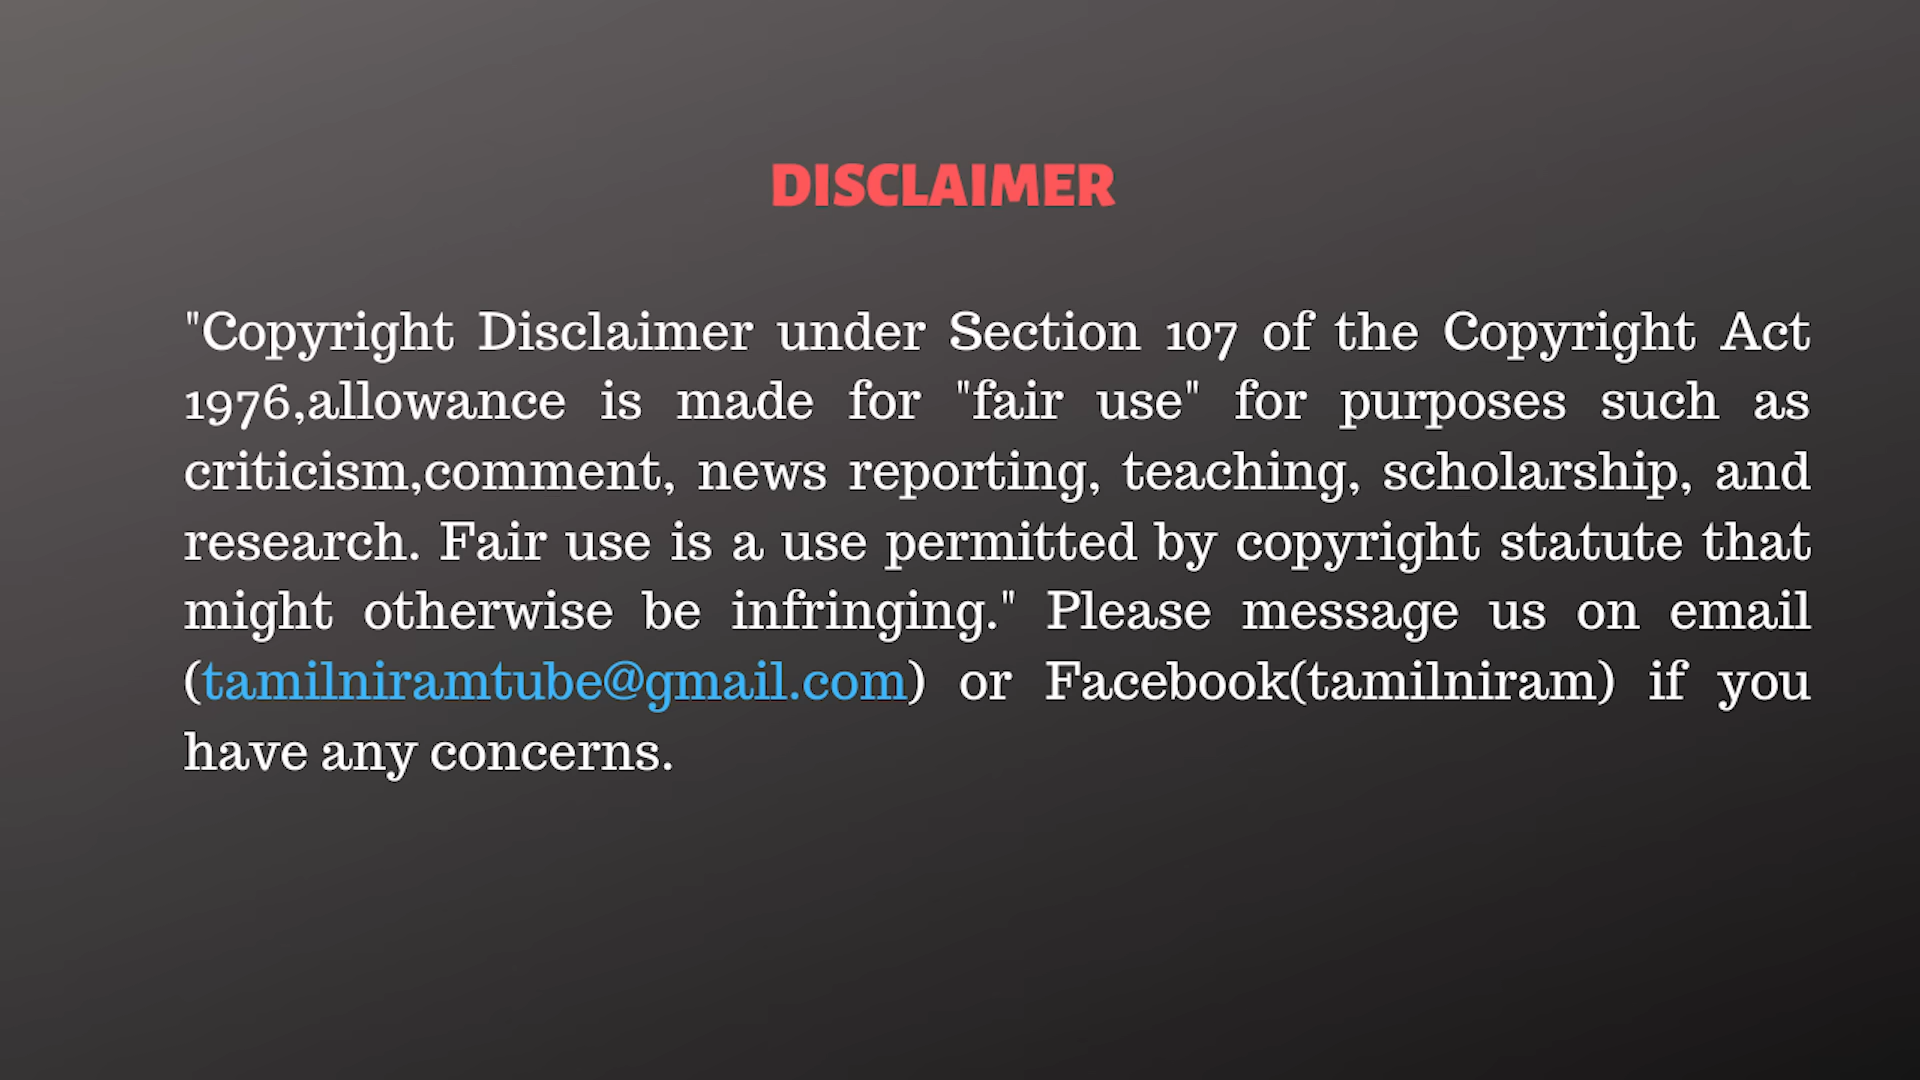 DISCLAIMER
"Copyright Disclaimer under Section 107 of the Copyright Act
1976,allowance is made for "fair use" for purposes such as
criticism,comment, news reporting, teaching, scholarship, and
research. Fair use is a use permitted by copyright statute that
might otherwise be infringing." Please message us on email
(tamilniramtube@gmail.com) or Facebook(tamilniram) if you
have any concerns.